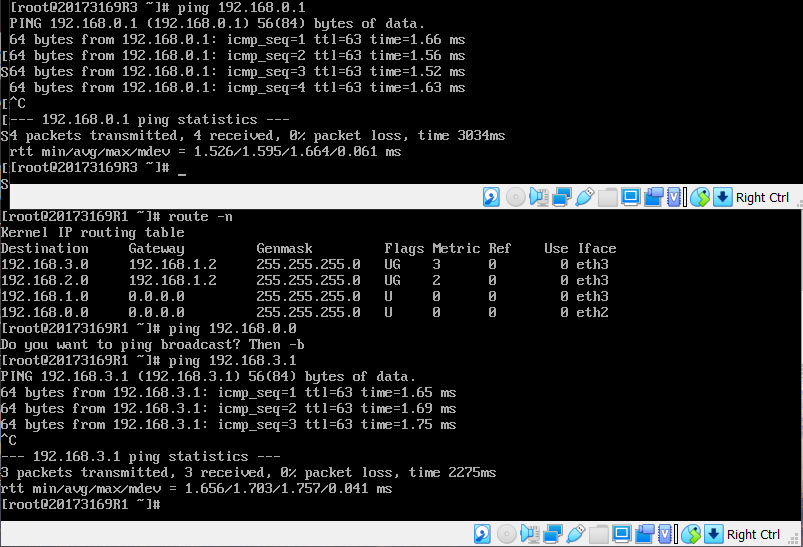 [root@20173169R3 ~]# ping 192.168.0.1
PING 192.168.0.1 (192.168.0.1) 56(84) bytes of data.
64 bytes from 192.168.0.1: icmp_seq=1 ttl=63 time=1.66 ms
64 bytes from 192.168.0.1: icmp_seq=2 ttl=63 time=1.56 ms
64 bytes from 192.168.0.1: icmp_seq=3 ttl=63 time=1.52 ms
64 bytes from 192.168.0.1: icmp_seq=4 ttl=63 time=1.63 ms
^C
--- 192.168.0.1 ping statistics ---
4 packets transmitted, 4 received, 0% packet loss, time 3034ms
rtt min/avg/max/mdev = 1.526/1.595/1.664/0.061 ms
[root@20173169R3 ~]# _
Right Ctrl
[root@20173169R1 ~]# route -n
Kernel IP routing table
Destination     Gateway         Genmask         Flags Metric Ref    Use Iface
192.168.3.0     192.168.1.2     255.255.255.0   UG    3      0        0 eth3
192.168.2.0     192.168.1.2     255.255.255.0   UG    2      0        0 eth3
192.168.1.0     0.0.0.0         255.255.255.0   U     0      0        0 eth3
192.168.0.0     0.0.0.0         255.255.255.0   U     0      0        0 eth2
[root@20173169R1 ~]# ping 192.168.0.0
Do you want to ping broadcast? Then -b
[root@20173169R1 ~]# ping 192.168.3.1
PING 192.168.3.1 (192.168.3.1) 56(84) bytes of data.
64 bytes from 192.168.3.1: icmp_seq=1 ttl=63 time=1.65 ms
64 bytes from 192.168.3.1: icmp_seq=2 ttl=63 time=1.69 ms
64 bytes from 192.168.3.1: icmp_seq=3 ttl=63 time=1.75 ms
^C
--- 192.168.3.1 ping statistics ---
3 packets transmitted, 3 received, 0% packet loss, time 2275ms
rtt min/avg/max/mdev = 1.656/1.703/1.757/0.041 ms
[root@20173169R1 ~]#
Right Ctrl